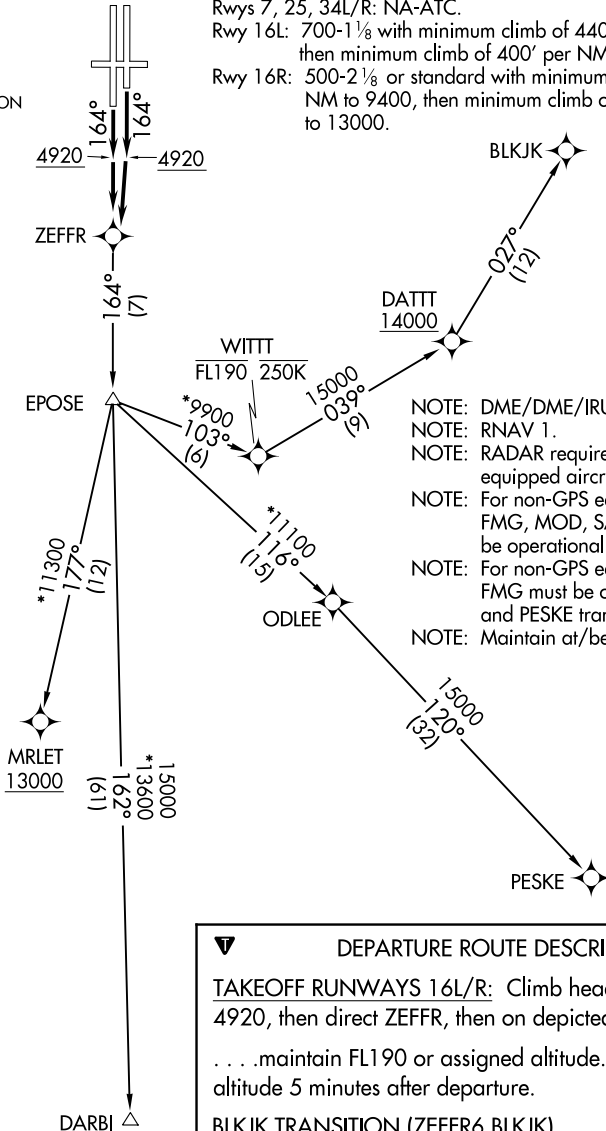 Rwys 7, 25, 34L/R: NA-ATC.
Rwy 16L: 700-1⅛ with minimum climb of 440
then minimum climb of 400' per NM
Rwy 16R: 500-2⅛ or standard with minimum
NM to 9400, then minimum climb o
to 13000.
ON
164° 164°
4920 4920
BLKJK
ZEFFR
027°
(12)
164°
(7)
DATTT
14000
WITTT
FL190 250K
15000
039°
(9)
EPOSE
*9900
103°
(6)
NOTE: DME/DME/IRU
NOTE: RNAV 1.
NOTE: RADAR require
equipped aircr
NOTE: For non-GPS e
FMG, MOD, SA
be operational
NOTE: For non-GPS e
FMG must be o
and PESKE tran
NOTE: Maintain at/be
*11100
116°
(15)
*11300
177°
(12)
ODLEE
15000
120°
(32)
MRLET
13000
15000
*13600
162°
(61)
PESKE
T
DEPARTURE ROUTE DESCRI
TAKEOFF RUNWAYS 16L/R: Climb head
4920, then direct ZEFFR, then on depicted
. . . .maintain FL190 or assigned altitude.
altitude 5 minutes after departure.
DARBI
BLKJK TRANSITION (ZEFFR6.BLKJK)